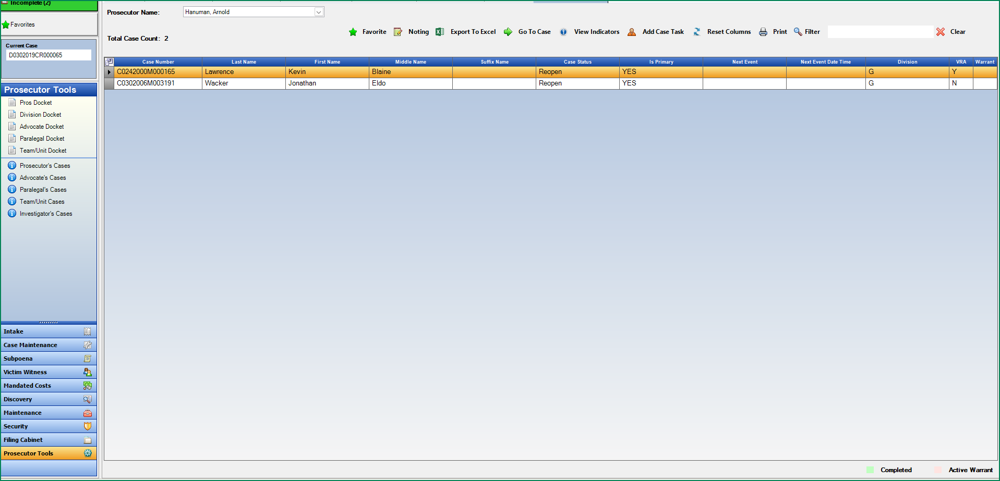 Incomplete (2)
Favorites
Current Case
D0302019CR000065
Prosecutor Tools
Pros Docket
Division Docket
Advocate Docket
Paralegal Docket
Team/Unit Docket
Prosecutor's Cases
Advocate's Cases
Paralegal's Cases
Team/Unit Cases
Investigator's Cases
Intake
Case Maintenance
Subpoena
Victim Witness
Mandated Costs
Discovery
Maintenance
Security
Filing Cabinet
Prosecutor Tools
Prosecutor Name: Hanuman, Arnold
Favorite Noting Export To Excel Go To Case View Indicators Add Case Task Reset Columns Print Filter Clear
Total Case Count: 2
Case Number Last Name First Name Middle Name Suffix Name Case Status Is Primary Next Event Next Event Date Time Division VRA Warrant
C0242000M000165 Lawrence Kevin Blaine Reopen YES G Y
C0302006M003191 Wacker Jonathan Eldo Reopen YES G N
Completed Active Warrant